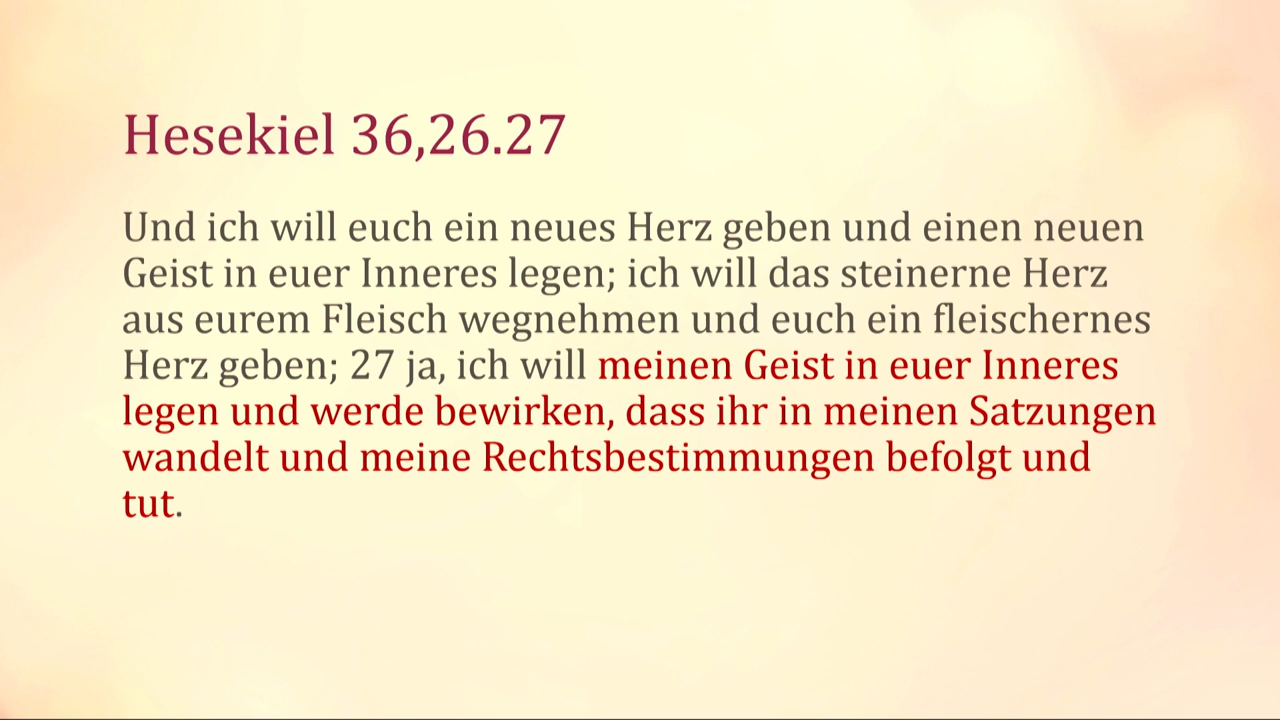 Hesekiel 36,26.27
Und ich will euch ein neues Herz geben und einen neuen
Geist in euer Inneres legen; ich will das steinerne Herz
aus eurem Fleisch wegnehmen und euch ein fleischernes
Herz geben; 27 ja, ich will meinen Geist in euer Inneres
legen und werde bewirken, dass ihr in meinen Satzungen
wandelt und meine Rechtsbestimmungen befolgt und
tut.